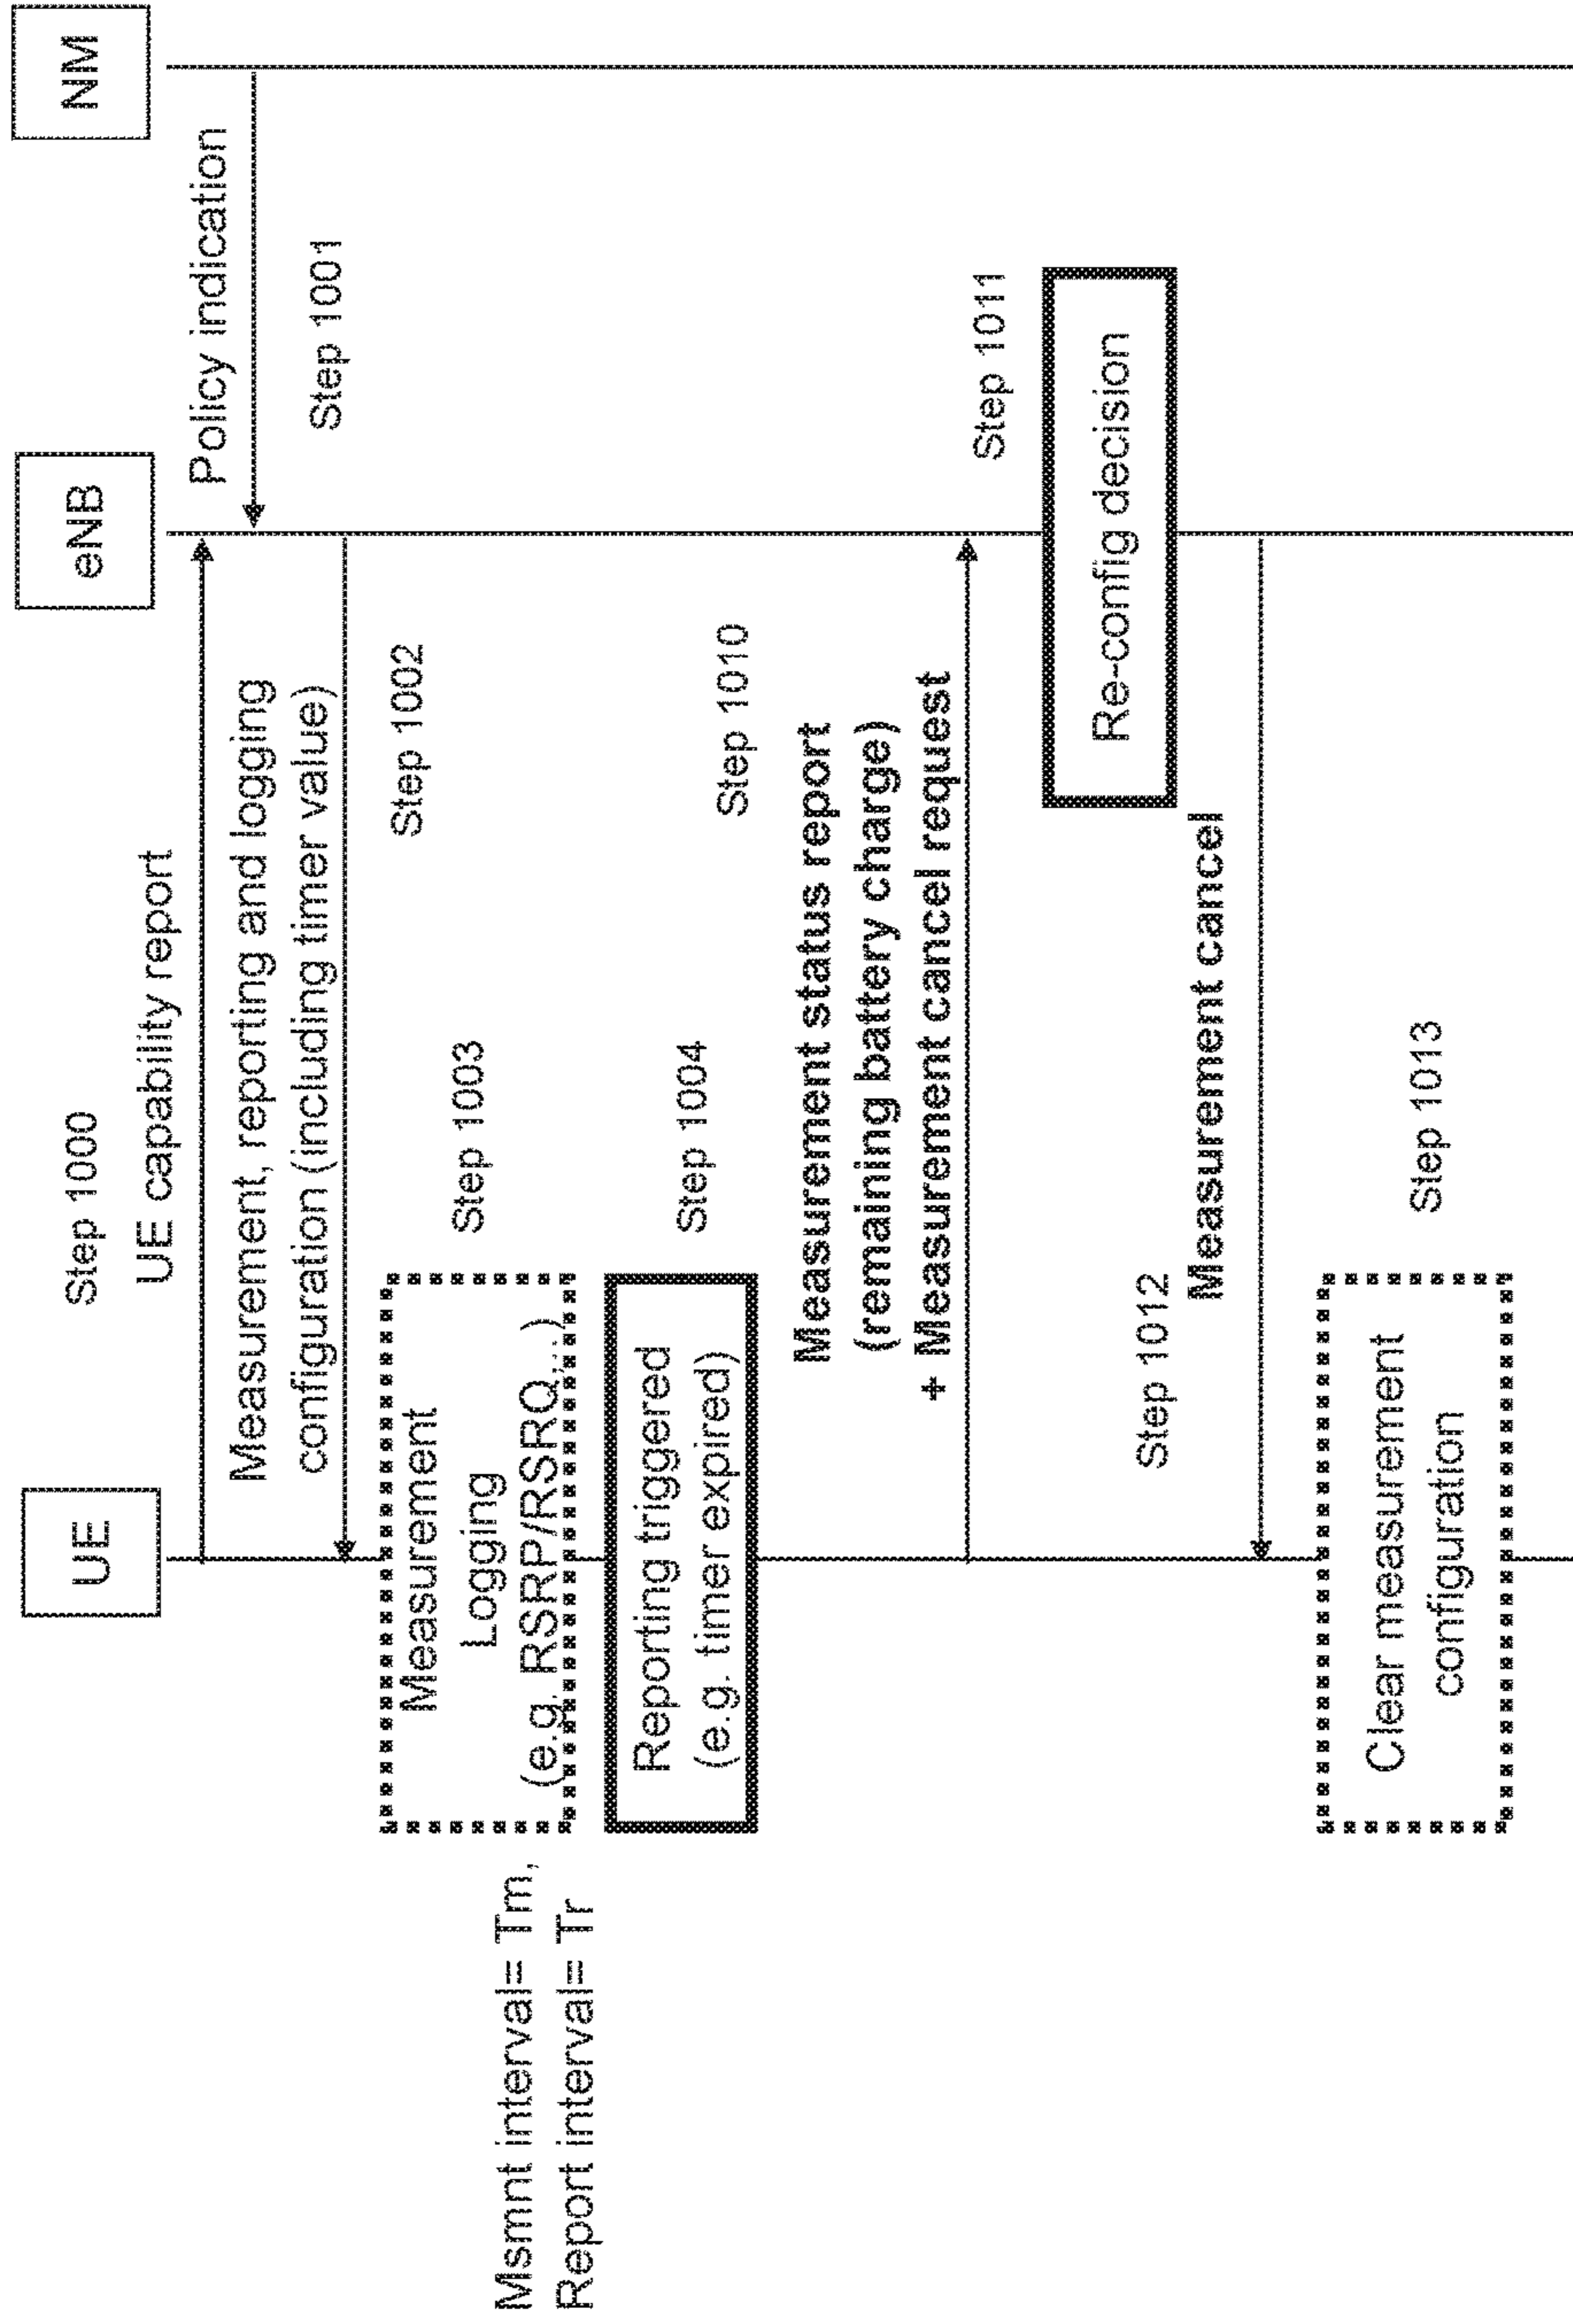 UE
eNB
NM
Step 1000
UE capability report
Policy indication
Step 1001
Measurement, reporting and logging
configuration (including timer value)
Step 1002
Measurement
Logging
(e.g. RSRP/RSRQ,...)
Step 1003
Msmnt interval= Tm,
Report interval= Tr
Reporting triggered
(e.g. timer expired)
Step 1004
Step 1010
Measurement status report
(remaining battery charge)
+ Measurement cancel request
Step 1011
Re-config decision
Step 1012
Measurement cancel
Clear measurement
configuration
Step 1013